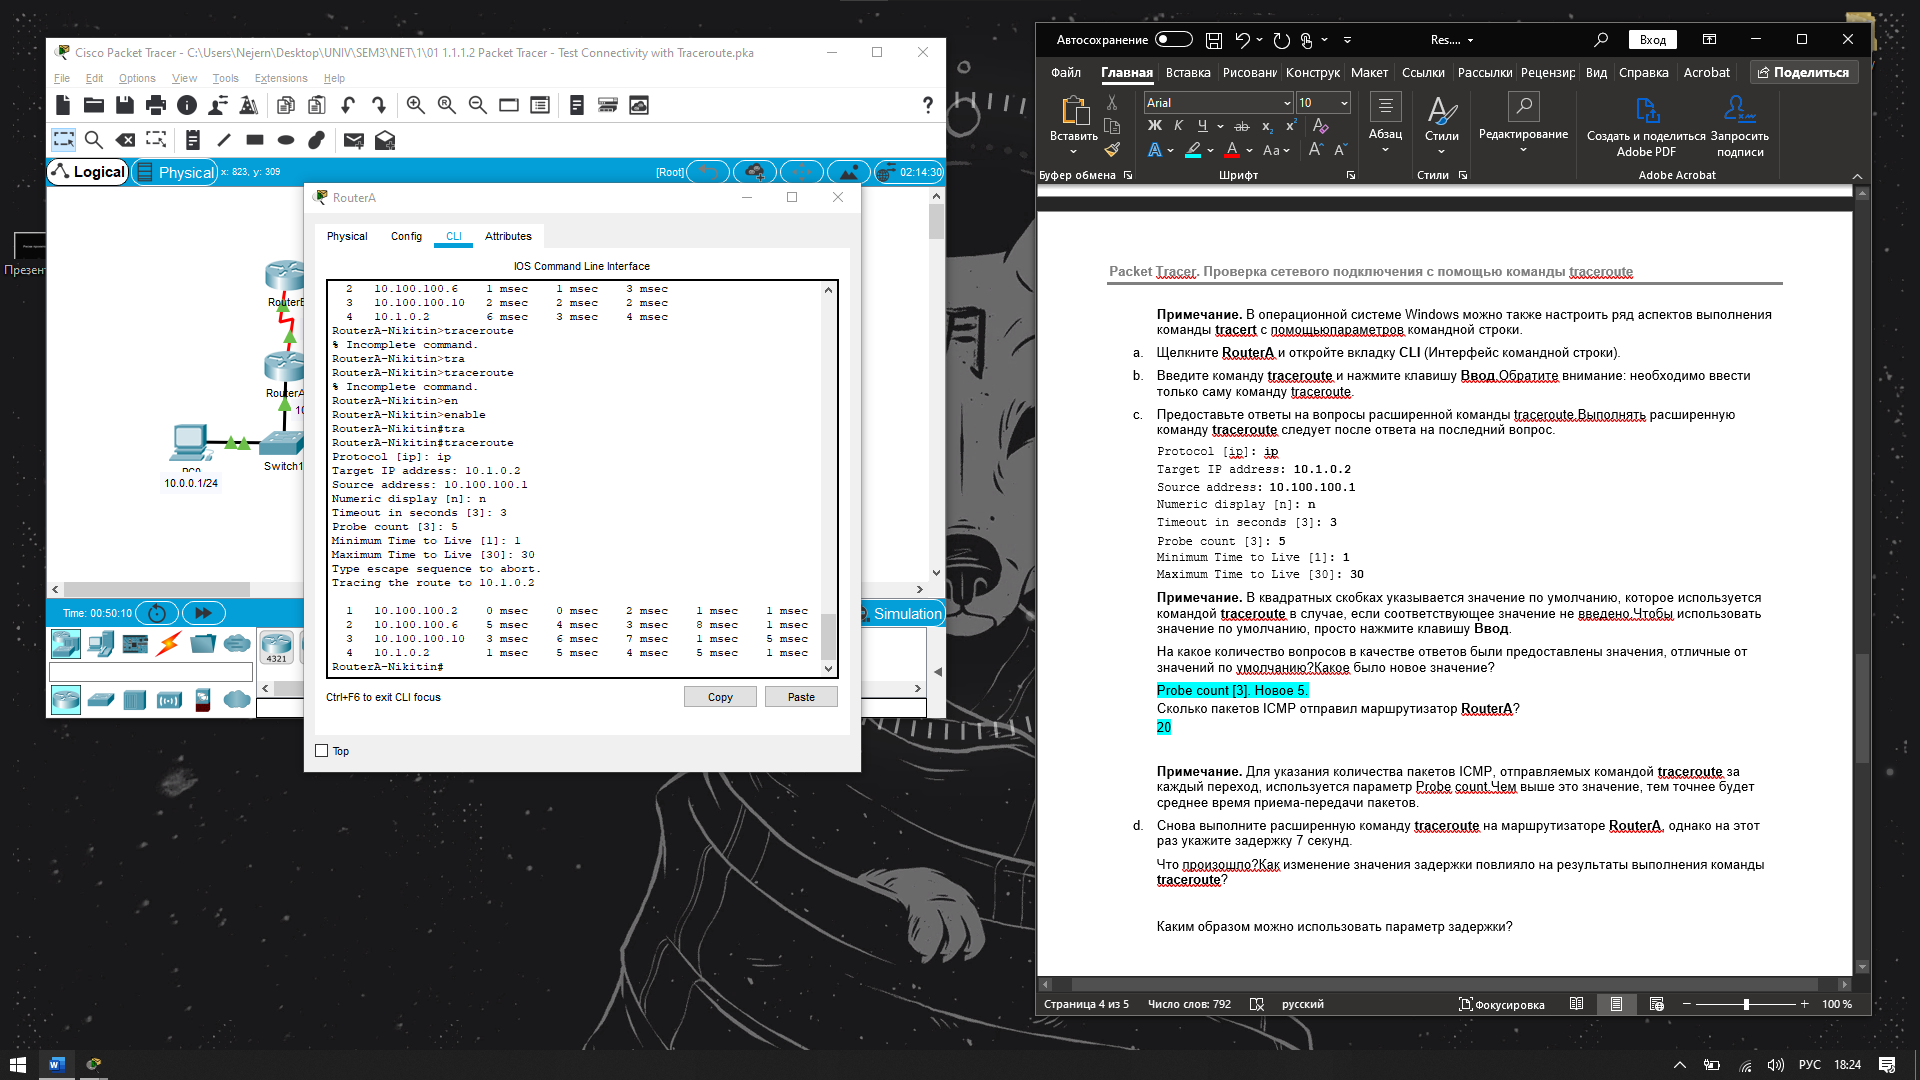 Cisco Packet Tracer - C:\Users\Nejern\Desktop\UNIV\SEM3\NET\1\01 1.1.1.2 Packet Tracer - Test Connectivity with Traceroute.pka
File Edit Options View Tools Extensions Help
Logical Physical x: 823, y: 309 [Root] 02:14:30
RouterA
Physical Config CLI Attributes
IOS Command Line Interface
2 10.100.100.6 1 msec 1 msec 3 msec
3 10.100.100.10 2 msec 2 msec 2 msec
4 10.1.0.2 6 msec 3 msec 4 msec
RouterA-Nikitin>traceroute
% Incomplete command.
RouterA-Nikitin>tra
RouterA-Nikitin>traceroute
% Incomplete command.
RouterA-Nikitin>en
RouterA-Nikitin>enable
RouterA-Nikitin#tra
RouterA-Nikitin#traceroute
Protocol [ip]: ip
Target IP address: 10.1.0.2
Source address: 10.100.100.1
Numeric display [n]: n
Timeout in seconds [3]: 3
Probe count [3]: 5
Minimum Time to Live [1]: 1
Maximum Time to Live [30]: 30
Type escape sequence to abort.
Tracing the route to 10.1.0.2
1 10.100.100.2 0 msec 0 msec 2 msec 1 msec 1 msec
2 10.100.100.6 5 msec 4 msec 3 msec 8 msec 1 msec
3 10.100.100.10 3 msec 6 msec 7 msec 1 msec 5 msec
4 10.1.0.2 1 msec 5 msec 4 msec 5 msec 1 msec
RouterA-Nikitin#
Ctrl+F6 to exit CLI focus Copy Paste
Top
Презен
Router
Router
10
PC0
10.0.0.1/24
Switch1
Time: 00:50:10 Simulation
4321
Автосохранение Res.... Вход
Файл Главная Вставка Рисовани Конструк Макет Ссылки Рассылки Рецензир Вид Справка Acrobat Поделиться
Вставить
Arial 10
Ж К Ч ab x₂ x² A
A A Aa A A
Абзац Стили Редактирование
Создать и поделиться Adobe PDF
Запросить подписи
Буфер обмена Шрифт Стили Adobe Acrobat
Packet Tracer. Проверка сетевого подключения с помощью команды traceroute
Примечание. В операционной системе Windows можно также настроить ряд аспектов выполнения
команды tracert с помощьюпараметров командной строки.
a. Щелкните RouterA и откройте вкладку CLI (Интерфейс командной строки).
b. Введите команду traceroute и нажмите клавишу Ввод.Обратите внимание: необходимо ввести
только саму команду traceroute.
c. Предоставьте ответы на вопросы расширенной команды traceroute.Выполнять расширенную
команду traceroute следует после ответа на последний вопрос.
Protocol [ip]: ip
Target IP address: 10.1.0.2
Source address: 10.100.100.1
Numeric display [n]: n
Timeout in seconds [3]: 3
Probe count [3]: 5
Minimum Time to Live [1]: 1
Maximum Time to Live [30]: 30
Примечание. В квадратных скобках указывается значение по умолчанию, которое используется
командой traceroute в случае, если соответствующее значение не введено.Чтобы использовать
значение по умолчанию, просто нажмите клавишу Ввод.
На какое количество вопросов в качестве ответов были предоставлены значения, отличные от
значений по умолчанию?Какое было новое значение?
Probe count [3]. Новое 5.
Сколько пакетов ICMP отправил маршрутизатор RouterA?
20
Примечание. Для указания количества пакетов ICMP, отправляемых командой traceroute за
каждый переход, используется параметр Probe count.Чем выше это значение, тем точнее будет
среднее время приема-передачи пакетов.
d. Снова выполните расширенную команду traceroute на маршрутизаторе RouterA, однако на этот
раз укажите задержку 7 секунд.
Что произошло?Как изменение значения задержки повлияло на результаты выполнения команды
traceroute?
Каким образом можно использовать параметр задержки?
Страница 4 из 5 Число слов: 792 русский Фокусировка 100 %
РУС 18:24